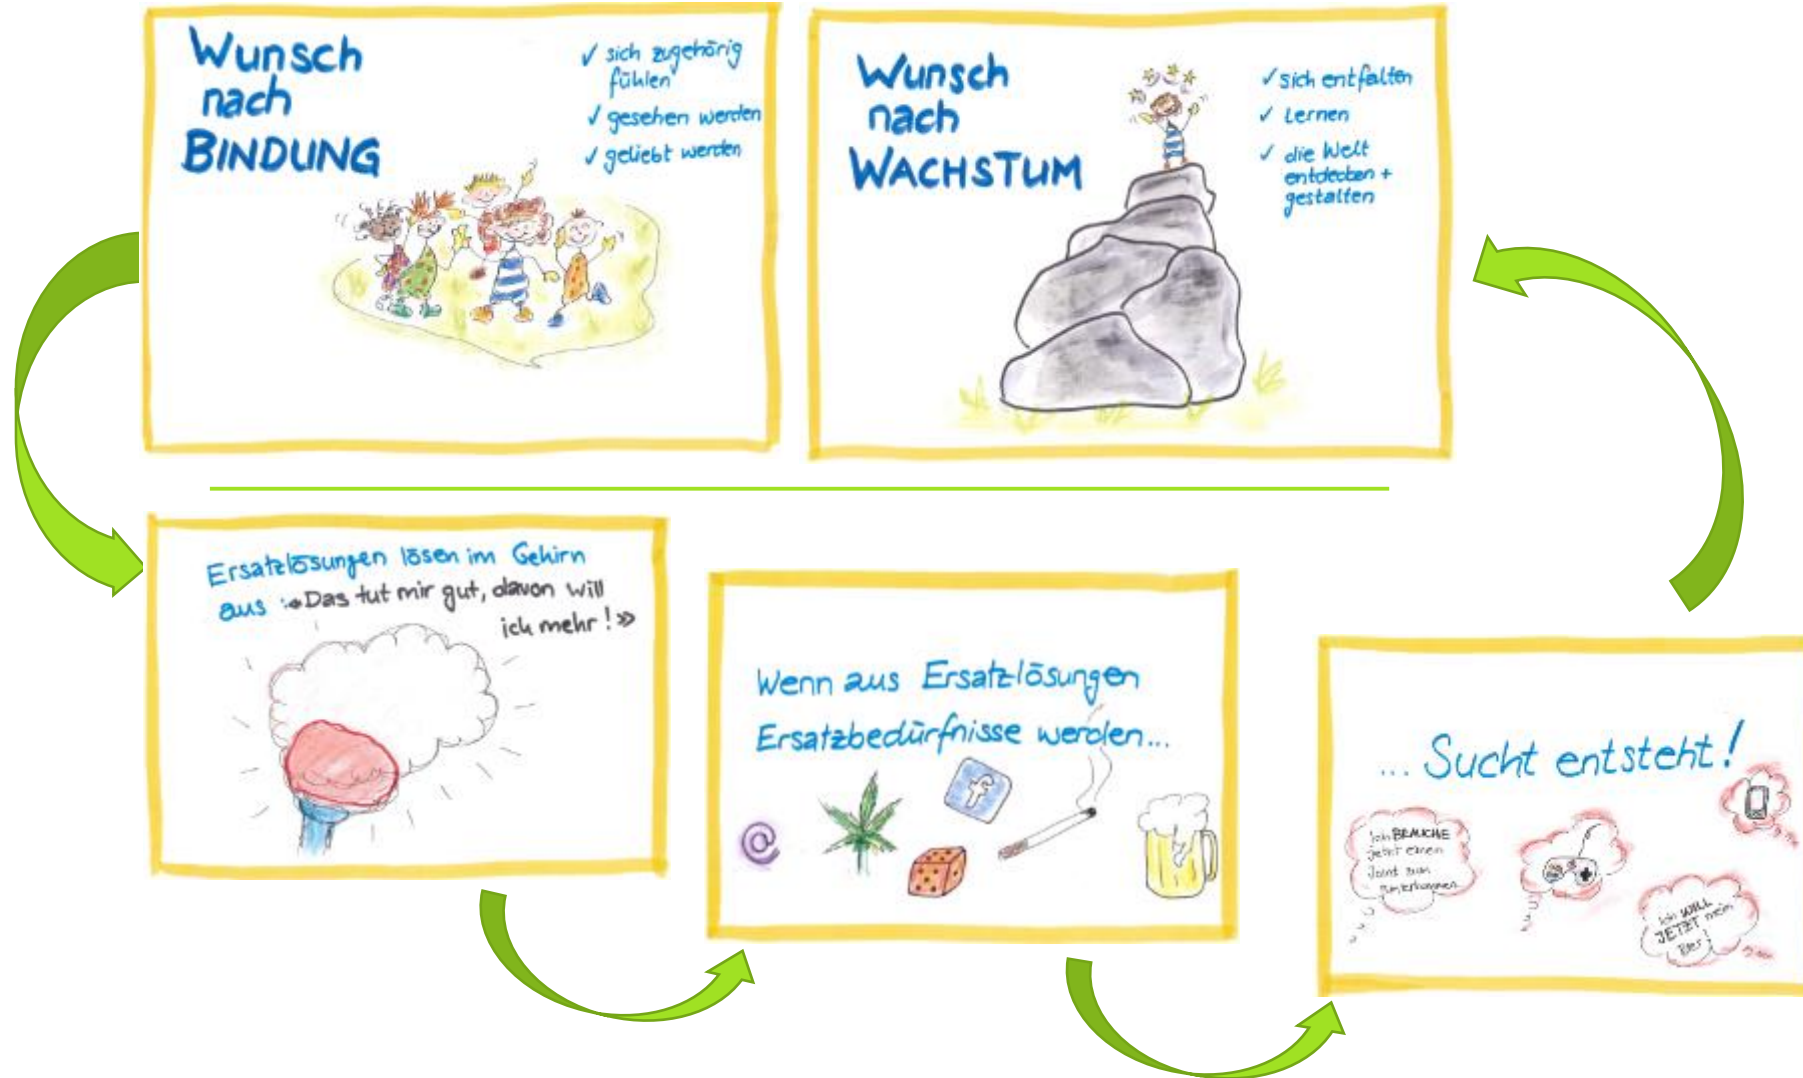 Wunsch
nach
BINDUNG
✓ sich zugehörig
fühlen
✓ gesehen werden
✓ geliebt werden
Wunsch
nach
WACHSTUM
✓ sich entfalten
✓ Lernen
✓ die Welt
entdecken +
gestalten
Ersatzlösungen lösen im Gehirn
aus : «Das tut mir gut, davon will
ich mehr ! »
Wenn aus Ersatzlösungen
Ersatzbedürfnisse werden...
@
f
... Sucht entsteht!
Ich BRAUCHE
jetzt einen
Joint zum
Ich WILL
JETZT mein
Bier